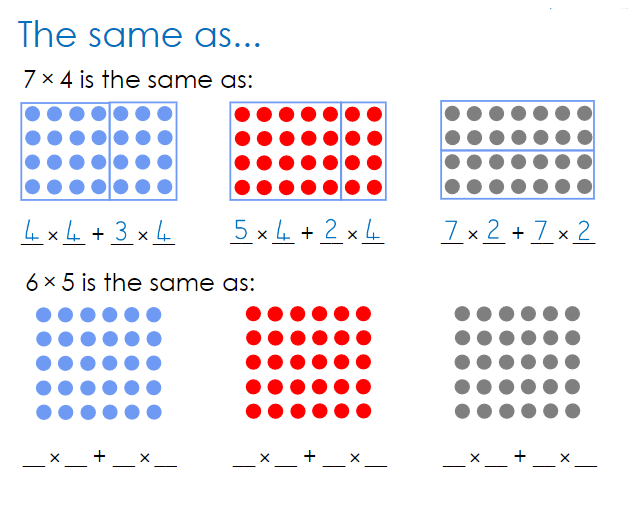 The same as...
7 × 4 is the same as:
4 × 4 + 3 × 4
5 × 4 + 2 × 4
7 × 2 + 7 × 2
6 × 5 is the same as:
__ × __ + __ × __
__ × __ + __ × __
__ × __ + __ × __